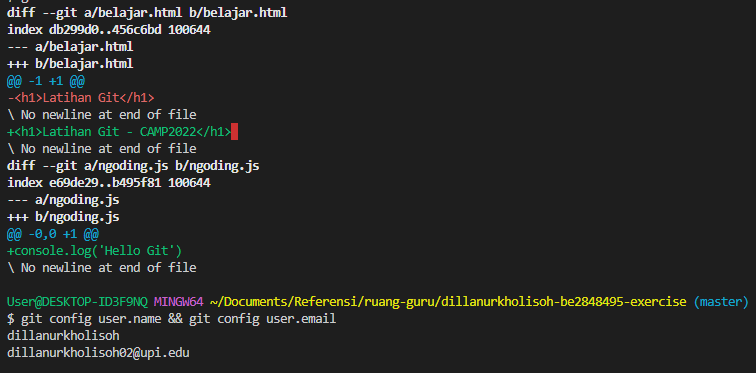 diff --git a/belajar.html b/belajar.html
index db299d0..456c6bd 100644
--- a/belajar.html
+++ b/belajar.html
@@ -1 +1 @@
-<h1>Latihan Git</h1>
\ No newline at end of file
+<h1>Latihan Git - CAMP2022</h1>
\ No newline at end of file
diff --git a/ngoding.js b/ngoding.js
index e69de29..b495f81 100644
--- a/ngoding.js
+++ b/ngoding.js
@@ -0,0 +1 @@
+console.log('Hello Git')
\ No newline at end of file
User@DESKTOP-ID3F9NQ MINGW64 ~/Documents/Referensi/ruang-guru/dillanurkholisoh-be2848495-exercise (master)
$ git config user.name && git config user.email
dillanurkholisoh
dillanurkholisoh02@upi.edu